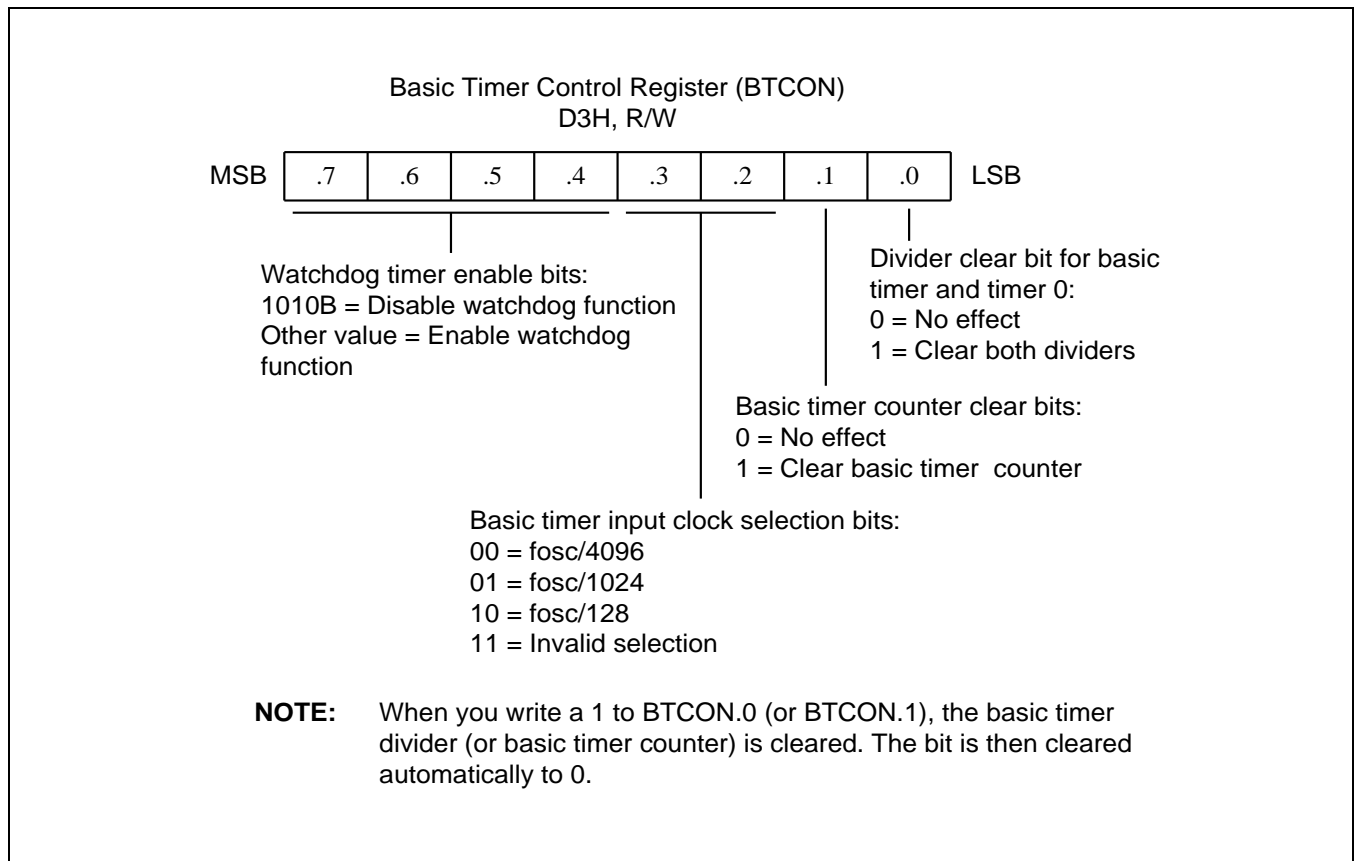 Basic Timer Control Register (BTCON)
D3H, R/W
MSB .7 .6 .5 .4 .3 .2 .1 .0 LSB
Watchdog timer enable bits:
1010B = Disable watchdog function
Other value = Enable watchdog
function
Divider clear bit for basic
timer and timer 0:
0 = No effect
1 = Clear both dividers
Basic timer counter clear bits:
0 = No effect
1 = Clear basic timer counter
Basic timer input clock selection bits:
00 = fosc/4096
01 = fosc/1024
10 = fosc/128
11 = Invalid selection
NOTE: When you write a 1 to BTCON.0 (or BTCON.1), the basic timer
divider (or basic timer counter) is cleared. The bit is then cleared
automatically to 0.